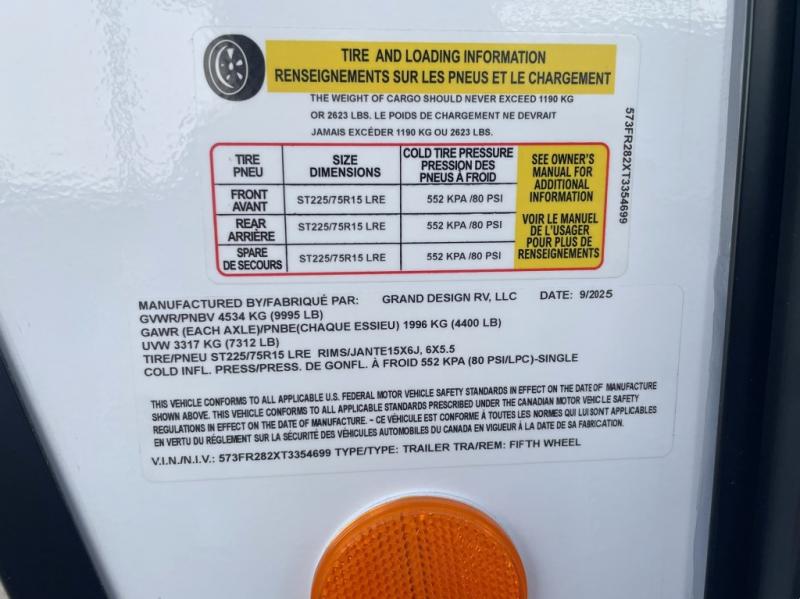 TIRE AND LOADING INFORMATION
RENSEIGNEMENTS SUR LES PNEUS ET LE CHARGEMENT
THE WEIGHT OF CARGO SHOULD NEVER EXCEED 1190 KG
OR 2623 LBS. LE POIDS DE CHARGEMENT NE DEVRAIT
JAMAIS EXCÉDER 1190 KG OU 2623 LBS.
TIRE
PNEU
SIZE
DIMENSIONS
COLD TIRE PRESSURE
PRESSION DES
PNEUS À FROID
FRONT
AVANT
ST225/75R15 LRE
552 KPA /80 PSI
REAR
ARRIÈRE
ST225/75R15 LRE
552 KPA /80 PSI
SPARE
DE SECOURS
ST225/75R15 LRE
552 KPA /80 PSI
SEE OWNER'S
MANUAL FOR
ADDITIONAL
INFORMATION
VOIR LE MANUEL
DE L'USAGER
POUR PLUS DE
RENSEIGNEMENTS
573FR282XT3354699
MANUFACTURED BY/FABRIQUÉ PAR: GRAND DESIGN RV, LLC DATE: 9/2025
GVWR/PNBV 4534 KG (9995 LB)
GAWR (EACH AXLE)/PNBE(CHAQUE ESSIEU) 1996 KG (4400 LB)
UVW 3317 KG (7312 LB)
TIRE/PNEU ST225/75R15 LRE RIMS/JANTE15X6J, 6X5.5
COLD INFL. PRESS/PRESS. DE GONFL. À FROID 552 KPA (80 PSI/LPC)-SINGLE
THIS VEHICLE CONFORMS TO ALL APPLICABLE U.S. FEDERAL MOTOR VEHICLE SAFETY STANDARDS IN EFFECT ON THE DATE OF MANUFACTURE
SHOWN ABOVE. THIS VEHICLE CONFORMS TO ALL APPLICABLE STANDARDS PRESCRIBED UNDER THE CANADIAN MOTOR VEHICLE SAFETY
REGULATIONS IN EFFECT ON THE DATE OF MANUFACTURE. - CE VÉHICULE EST CONFORME À TOUTES LES NORMES QUI LUI SONT APPLICABLES
EN VERTU DU RÉGLEMENT SUR LA SÉCURITÉ DES VÉHICULES AUTOMOBILES DU CANADA EN VIGUEUR À LA DATE DE SA FABRICATION.
V.I.N./N.I.V.: 573FR282XT3354699 TYPE/TYPE: TRAILER TRA/REM: FIFTH WHEEL